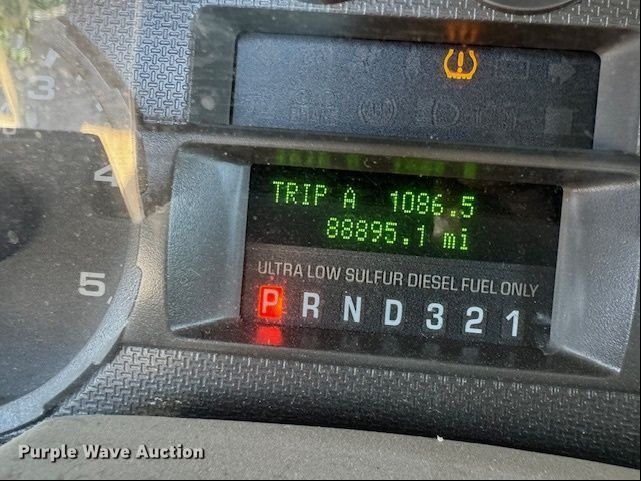 3
4
5
TRIP A 1086.5
88895.1 mi
ULTRA LOW SULFUR DIESEL FUEL ONLY
P R N D 3 2 1
Purple Wave Auction